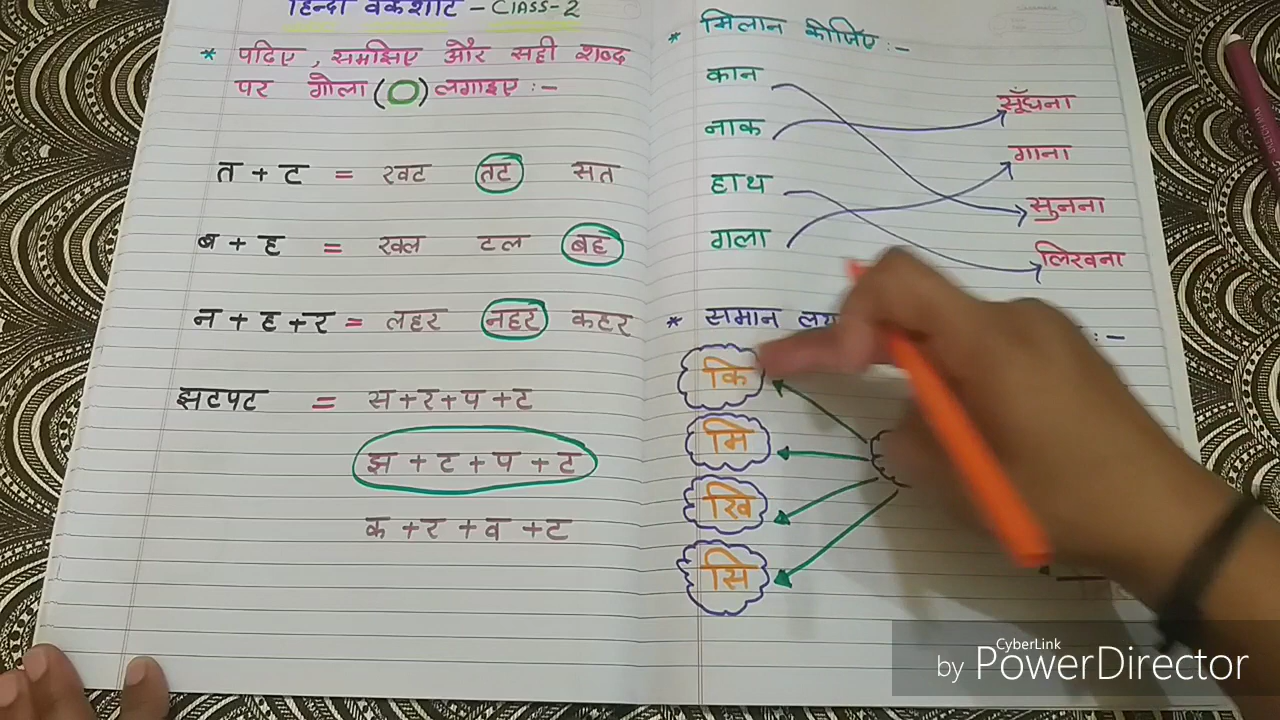 हिन्दी वर्कशीट - CLASS-2
* पढिए, समझिए और सही शब्द
पर गोला (O) लगाइए :-
त + ट = खट तट सत
ब + ह = रक्ल टल बह
न + ह + र = लहर नहर कहर
झटपट = स+र+प+ट
झ + ट + प + ट
क + र + व + ट
* मिलान कीजिए :-
कान
नाक
हाथ
गला
सूँघना
गाना
सुनना
लिखना
* समान :-
कि
मि
खि
सि
by CyberLink PowerDirector